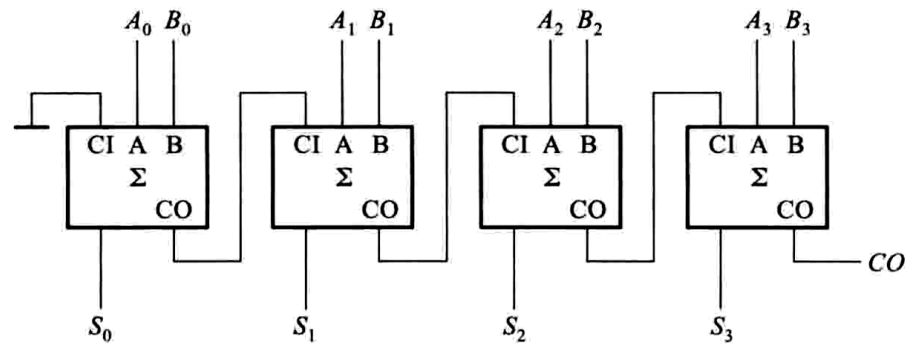 A₀ B₀ A₁ B₁ A₂ B₂ A₃ B₃
CI A B CI A B CI A B CI A B
Σ Σ Σ Σ
CO CO CO CO
CO
S₀ S₁ S₂ S₃